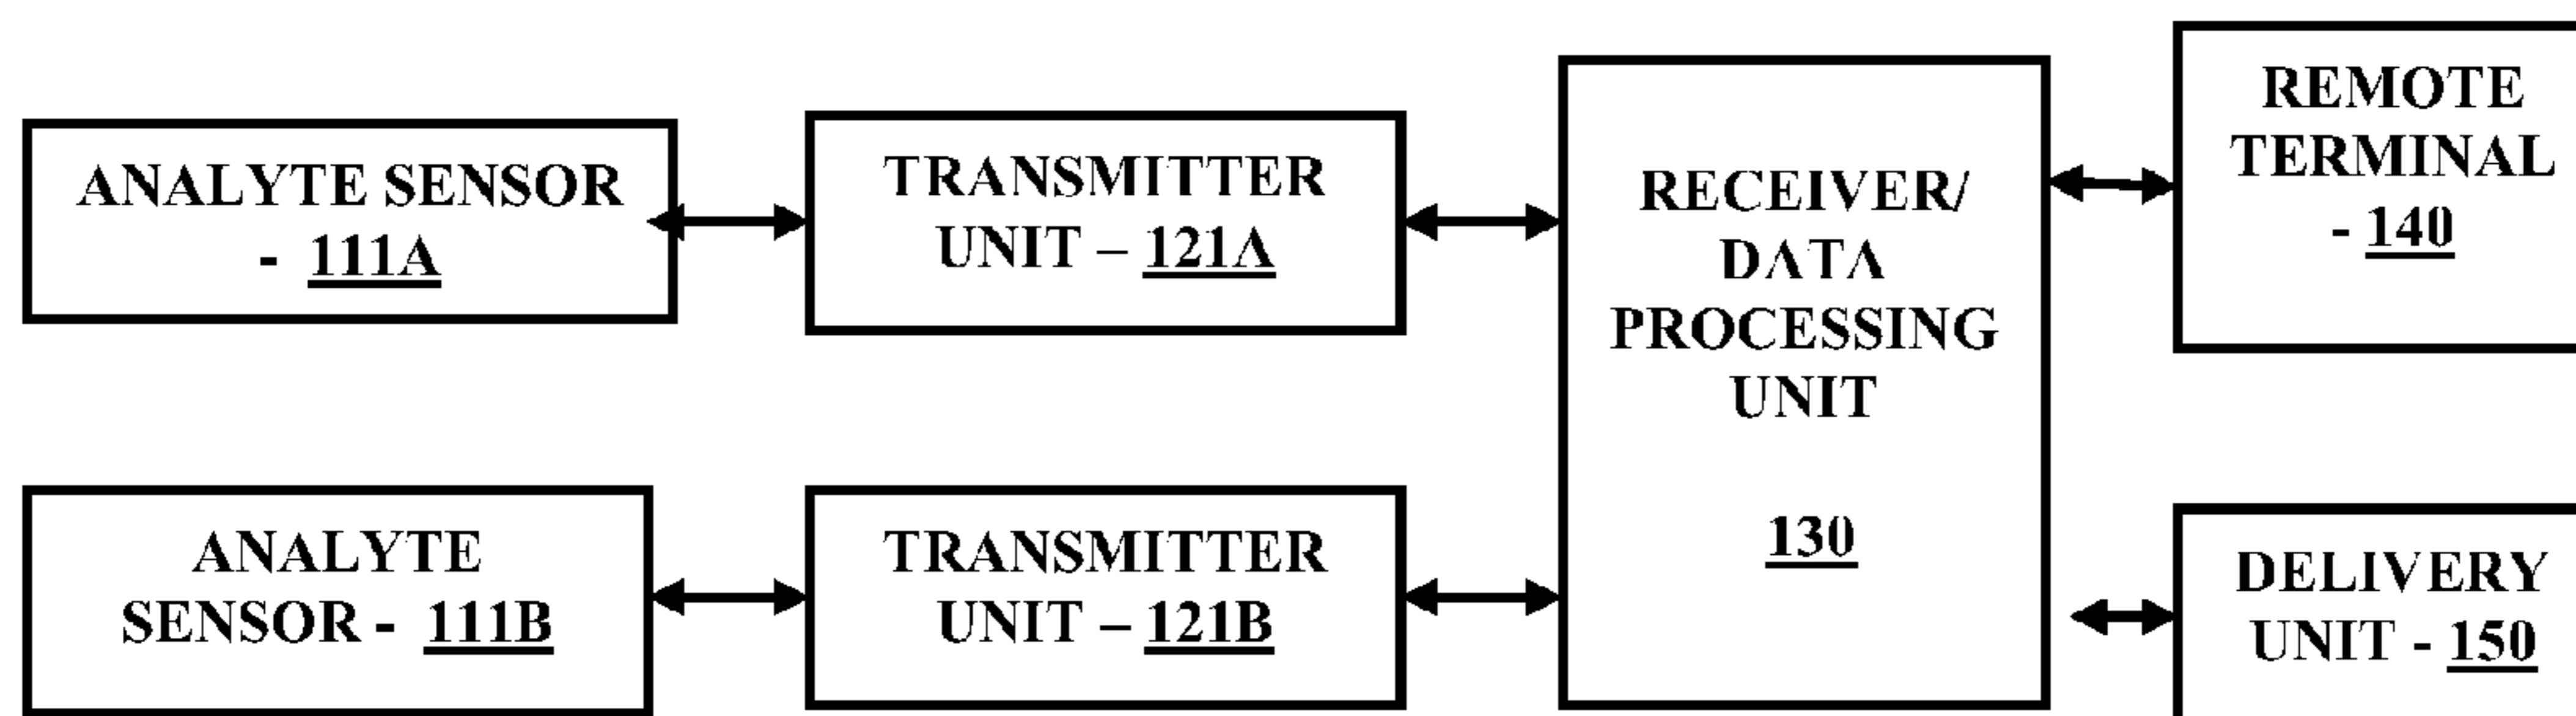 ANALYTE SENSOR
- 111A
TRANSMITTER
UNIT – 121A
RECEIVER/
DATA
PROCESSING
UNIT
130
REMOTE
TERMINAL
- 140
ANALYTE
SENSOR - 111B
TRANSMITTER
UNIT – 121B
DELIVERY
UNIT - 150